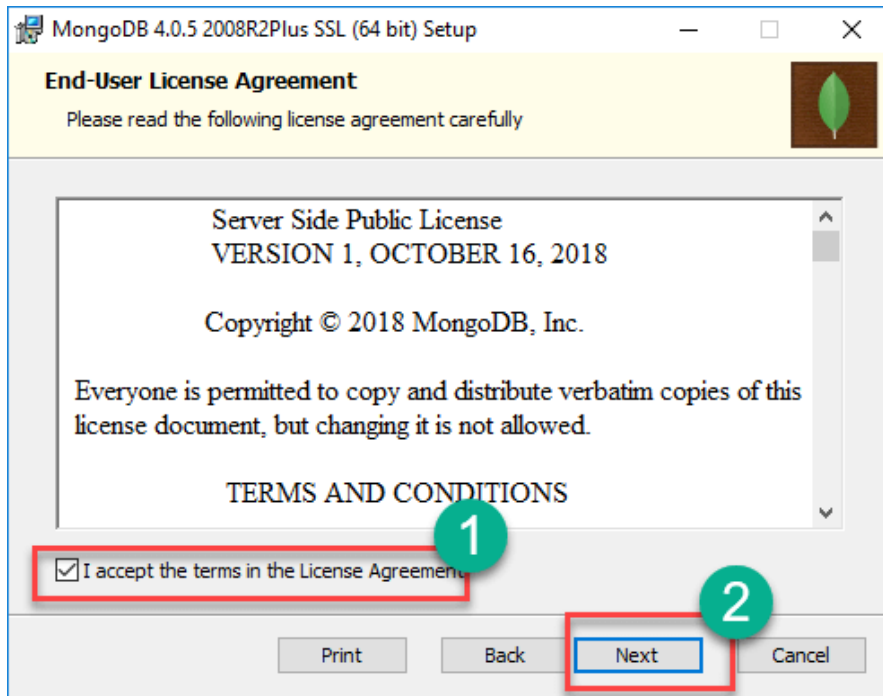 MongoDB 4.0.5 2008R2Plus SSL (64 bit) Setup
End-User License Agreement
Please read the following license agreement carefully
Server Side Public License
VERSION 1, OCTOBER 16, 2018
Copyright © 2018 MongoDB, Inc.
Everyone is permitted to copy and distribute verbatim copies of this
license document, but changing it is not allowed.
TERMS AND CONDITIONS
1
I accept the terms in the License Agreement
2
Print Back Next Cancel